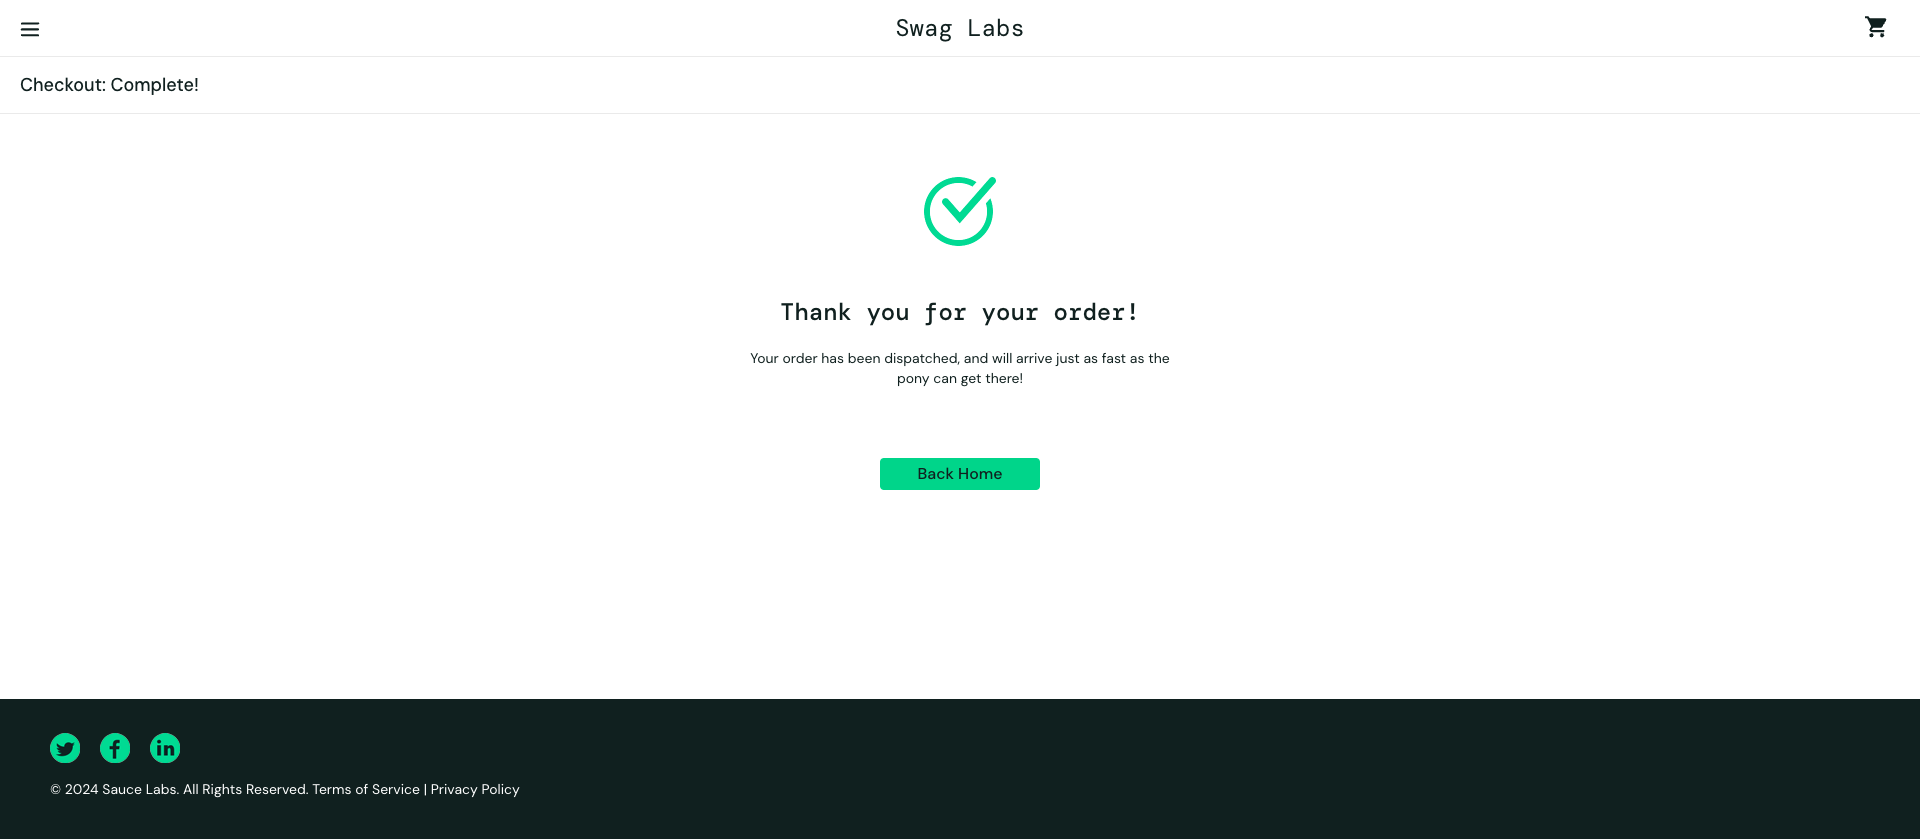 Swag Labs
Checkout: Complete!
Thank you for your order!
Your order has been dispatched, and will arrive just as fast as the
pony can get there!
Back Home
© 2024 Sauce Labs. All Rights Reserved. Terms of Service | Privacy Policy